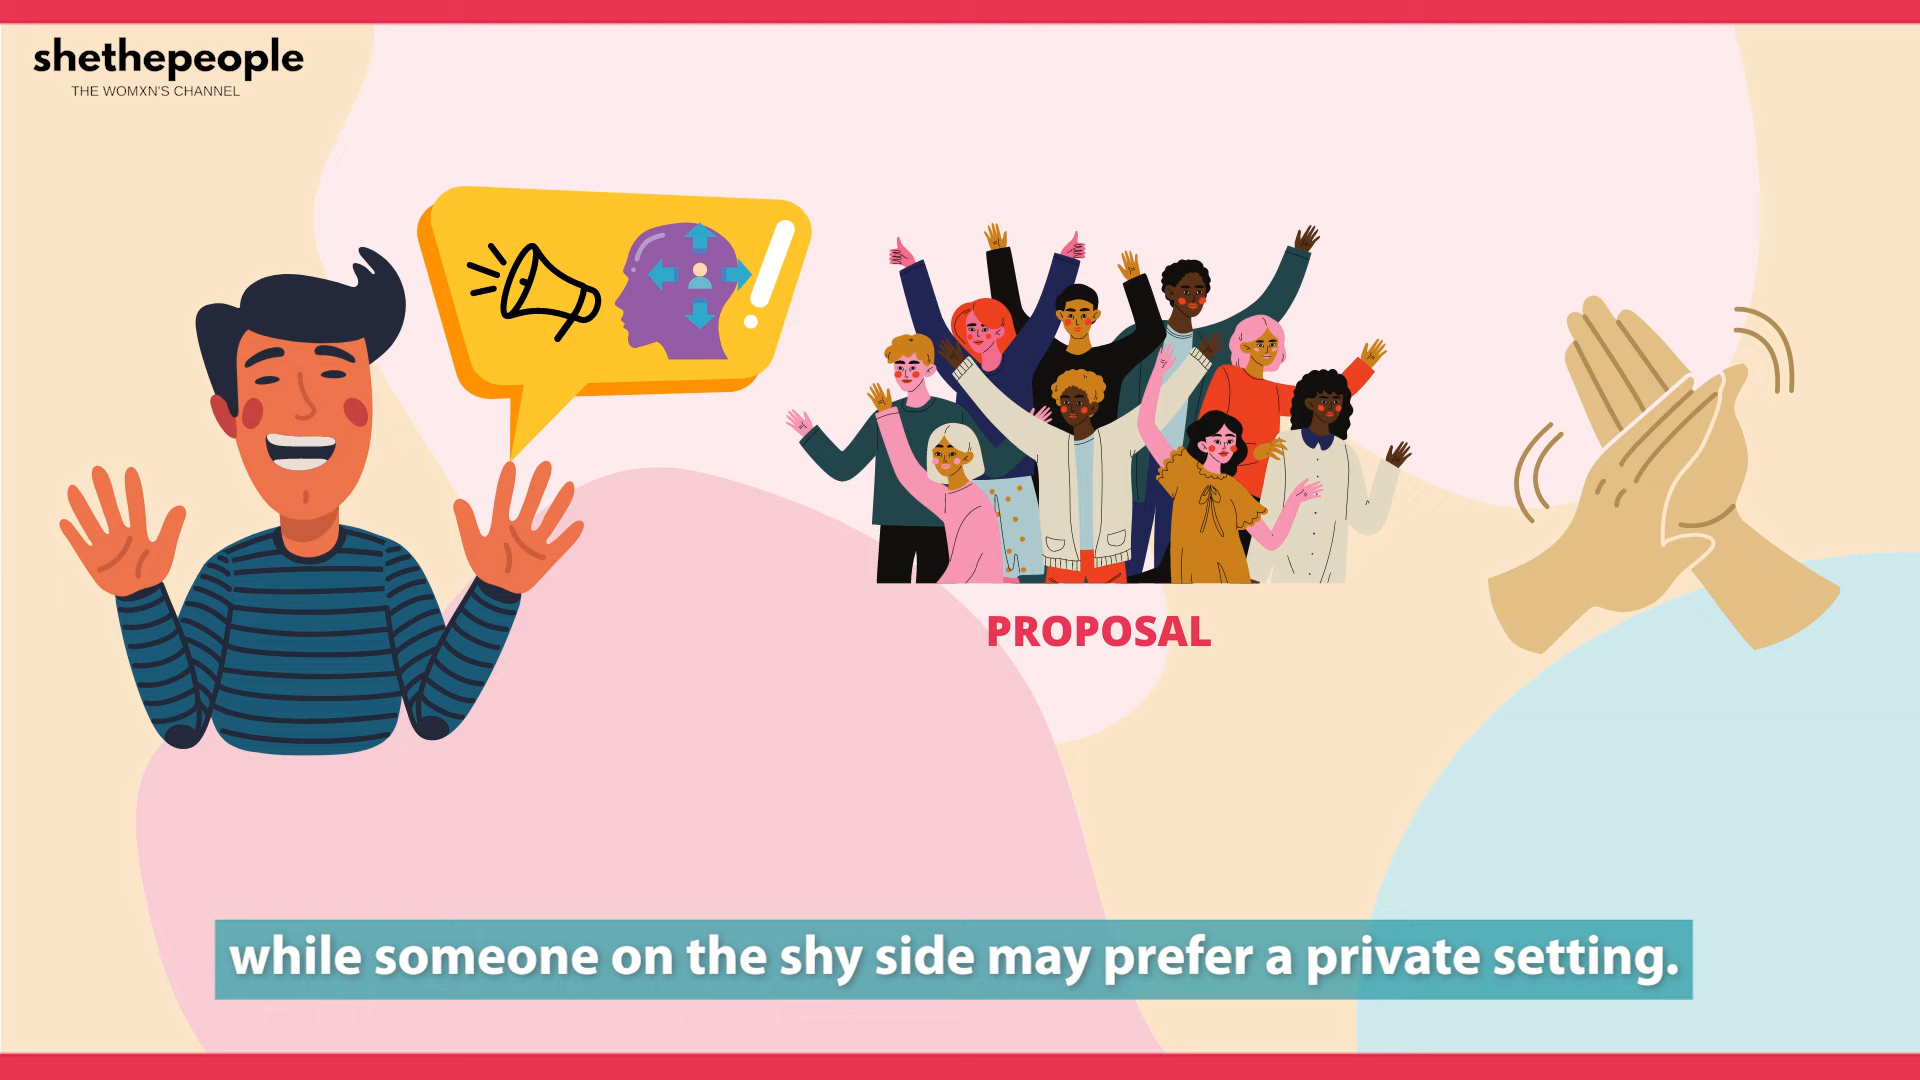 shethepeople
THE WOMXN'S CHANNEL
PROPOSAL
while someone on the shy side may prefer a private setting.